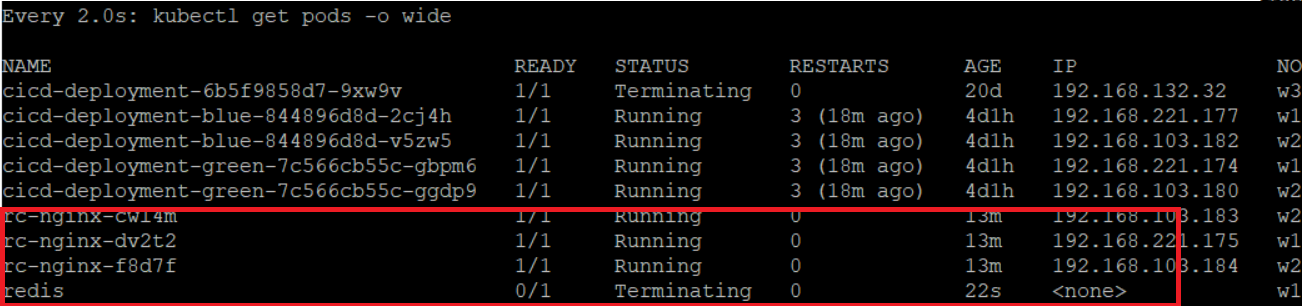 Every 2.0s: kubectl get pods -o wide
NAME READY STATUS RESTARTS AGE IP NO
cicd-deployment-6b5f9858d7-9xw9v 1/1 Terminating 0 20d 192.168.132.32 w3
cicd-deployment-blue-844896d8d-2cj4h 1/1 Running 3 (18m ago) 4d1h 192.168.221.177 w1
cicd-deployment-blue-844896d8d-v5zw5 1/1 Running 3 (18m ago) 4d1h 192.168.103.182 w2
cicd-deployment-green-7c566cb55c-gbpm6 1/1 Running 3 (18m ago) 4d1h 192.168.221.174 w1
cicd-deployment-green-7c566cb55c-ggdp9 1/1 Running 3 (18m ago) 4d1h 192.168.103.180 w2
1/1 Running 0 13m 192.168.103.183 w2
rc-nginx-dv2t2 1/1 Running 0 13m 192.168.221.175 w1
rc-nginx-f8d7f 1/1 Running 0 13m 192.168.103.184 w2
redis 0/1 Terminating 0 22s <none> w1